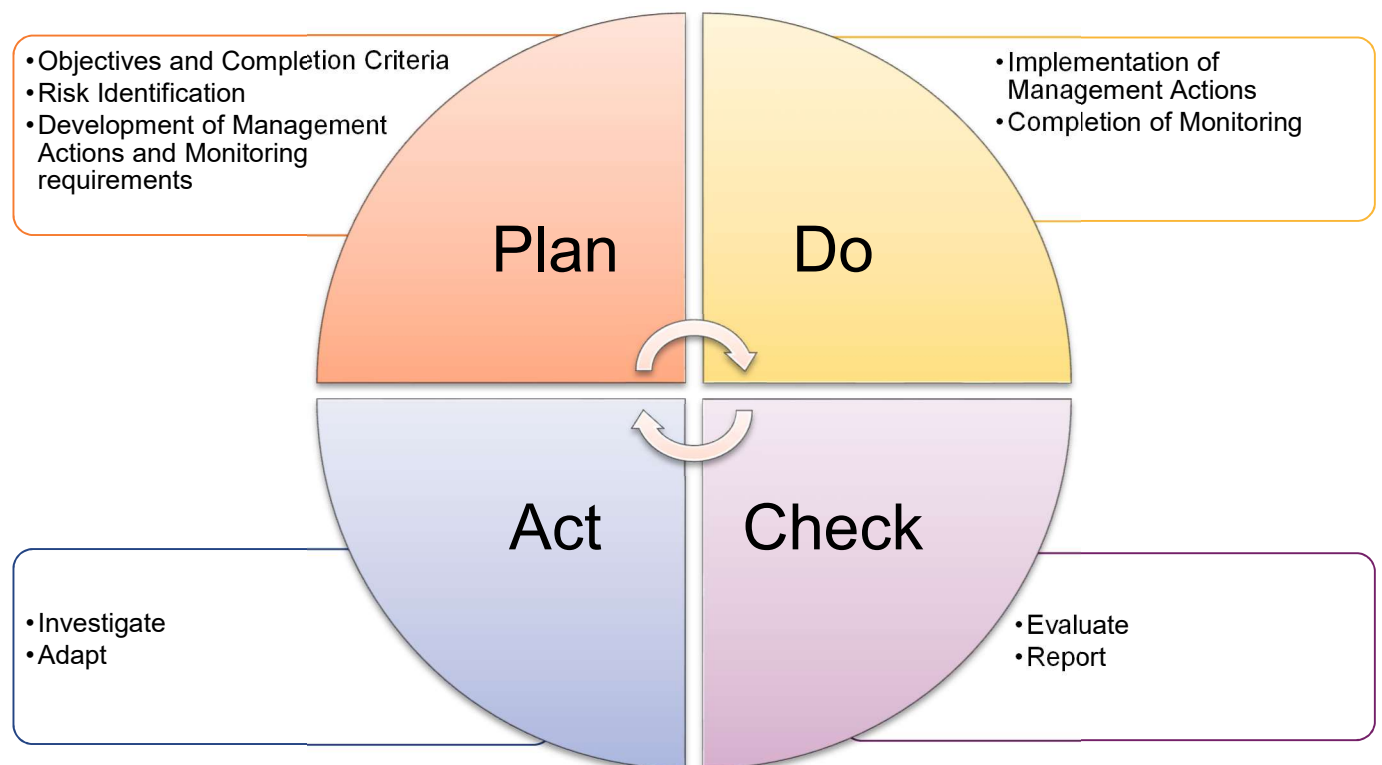 •Objectives and Completion Criteria
•Risk Identification
•Development of Management
Actions and Monitoring
requirements
•Implementation of
Management Actions
•Completion of Monitoring
Plan
Do
Act
Check
•Investigate
•Adapt
•Evaluate
•Report